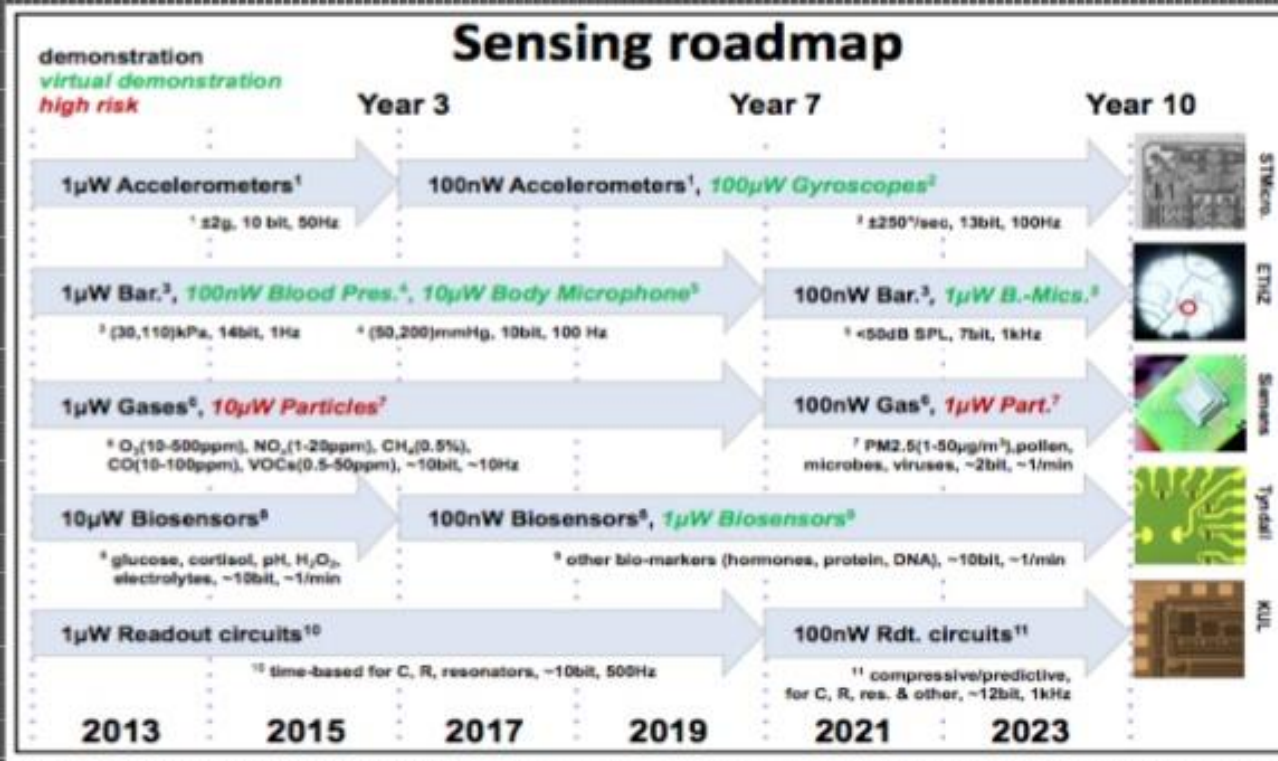 Sensing roadmap
demonstration
virtual demonstration
high risk
Year 3
Year 7
Year 10
1µW Accelerometers¹
100nW Accelerometers¹, 100µW Gyroscopes²
STMicro.
¹ ±2g, 10 bit, 50Hz
² ±250°/sec, 13bit, 100Hz
1µW Bar.³, 100nW Blood Pres.⁴, 10µW Body Microphone⁵
100nW Bar.³, 1µW B.-Mics.⁵
EThZ
³ (30,110)kPa, 14bit, 1Hz
⁴ (50,200)mmHg, 10bit, 100 Hz
⁵ <50dB SPL, 7bit, 1kHz
1µW Gases⁶, 10µW Particles⁷
100nW Gas⁶, 1µW Part.⁷
Siemens
⁶ O₃(10-500ppm), NOₓ(1-20ppm), CH₄(0.5%),
CO(10-100ppm), VOCs(0.5-50ppm), ~10bit, ~10Hz
⁷ PM2.5(1-50µg/m³),pollen,
microbes, viruses, ~2bit, ~1/min
10µW Biosensors⁸
100nW Biosensors⁸, 1µW Biosensors⁹
Tyndall
⁸ glucose, cortisol, pH, H₂O₂,
electrolytes, ~10bit, ~1/min
⁹ other bio-markers (hormones, protein, DNA), ~10bit, ~1/min
1µW Readout circuits¹⁰
100nW Rdt. circuits¹¹
KUL
¹⁰ time-based for C, R, resonators, ~10bit, 500Hz
¹¹ compressive/predictive,
for C, R, res. & other, ~12bit, 1kHz
2013
2015
2017
2019
2021
2023